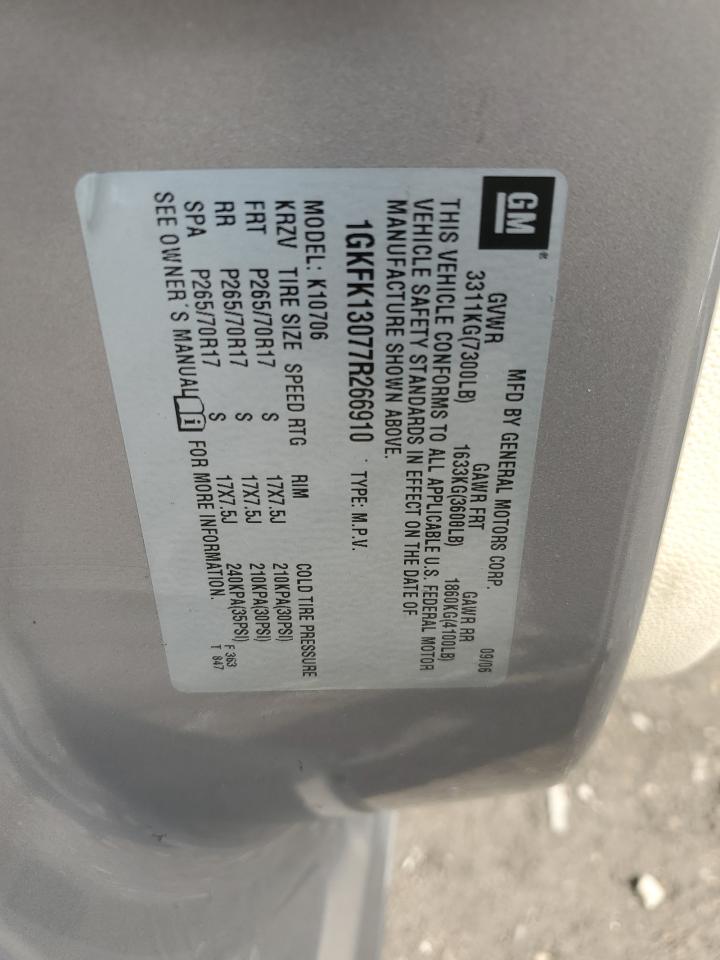 GM
MFD BY GENERAL MOTORS CORP. 09/06
GVWR GAWR FRT GAWR RR
3311KG(7300LB) 1633KG(3600LB) 1860KG(4100LB)
THIS VEHICLE CONFORMS TO ALL APPLICABLE U.S. FEDERAL MOTOR
VEHICLE SAFETY STANDARDS IN EFFECT ON THE DATE OF
MANUFACTURE SHOWN ABOVE.
1GKFK13077R266910 TYPE: M.P.V.
MODEL: K10706
KRZV TIRE SIZE SPEED RTG RIM COLD TIRE PRESSURE
FRT P265/70R17 S 17X7.5J 210KPA(30PSI)
RR P265/70R17 S 17X7.5J 210KPA(30PSI)
SPA P265/70R17 S 17X7.5J 240KPA(35PSI)
SEE OWNER'S MANUAL i FOR MORE INFORMATION.
F 363
T 847